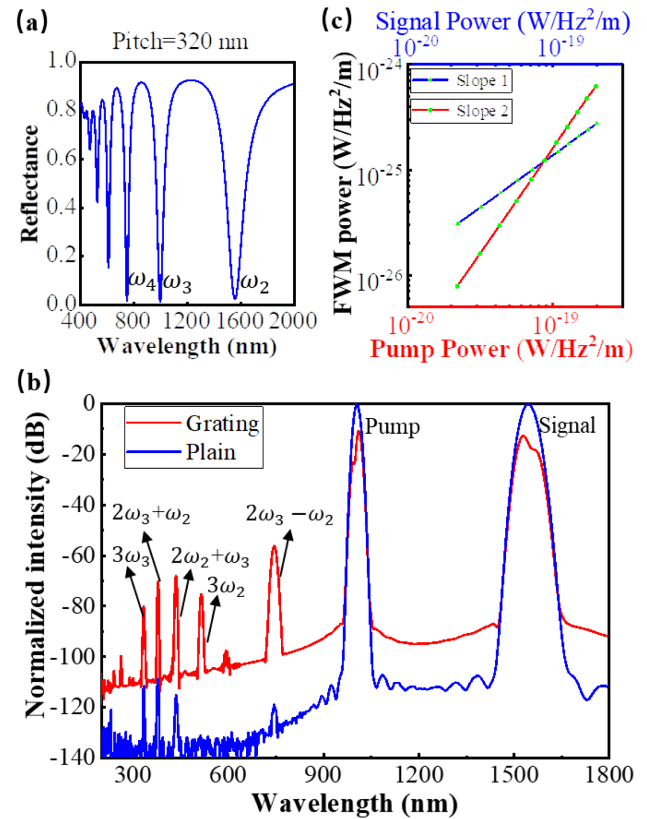 (a)
Pitch=320 nm
Reflectance
1.0
0.8
0.6
0.4
0.2
0.0
ω₄
ω₃
ω₂
400 800 1200 1600 2000
Wavelength (nm)
(c)
Signal Power (W/Hz²/m)
10⁻²⁰ 10⁻¹⁹
FWM power (W/Hz²/m)
10⁻²⁴
10⁻²⁵
10⁻²⁶
Slope 1
Slope 2
10⁻²⁰ 10⁻¹⁹
Pump Power (W/Hz²/m)
(b)
Normalized intensity (dB)
0
-20
-40
-60
-80
-100
-120
-140
Grating
Plain
Pump
Signal
2ω₃+ω₂
3ω₃
2ω₂+ω₃
3ω₂
2ω₃−ω₂
300 600 900 1200 1500 1800
Wavelength (nm)